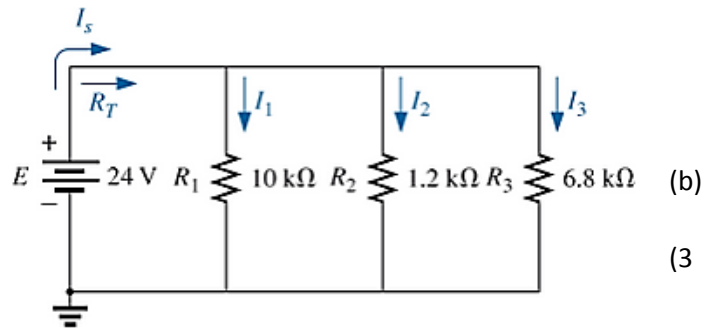 I_s
R_T I_1 I_2 I_3
+
E 24 V R_1 10 kΩ R_2 1.2 kΩ R_3 6.8 kΩ (b)
−
(3